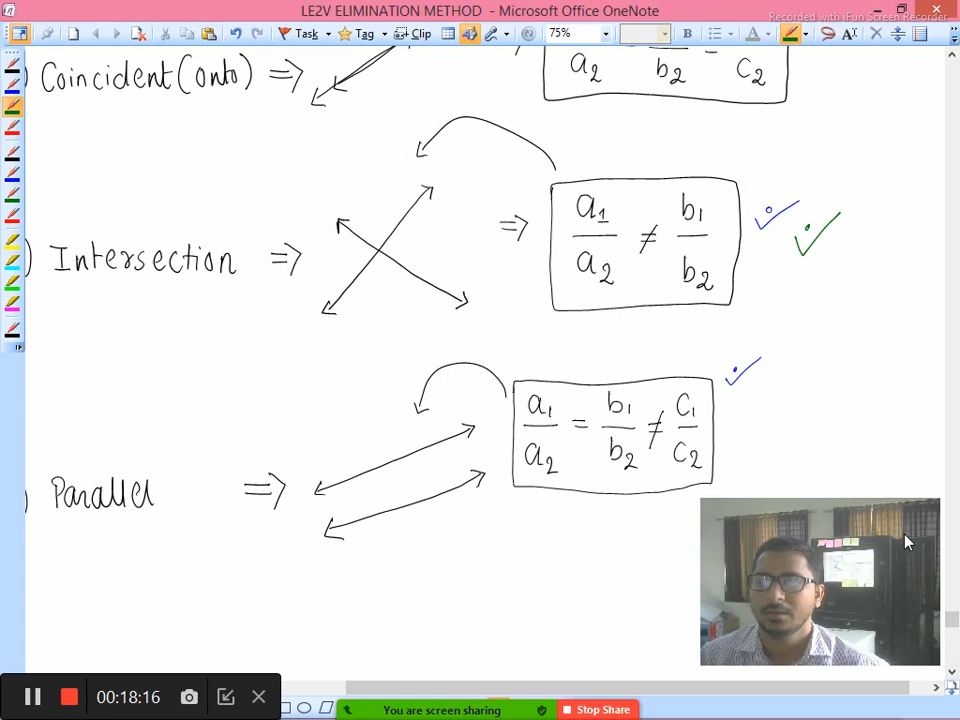 LE2V ELIMINATION METHOD - Microsoft Office OneNote
Recorded with iFun Screen Recorder
Task Tag Clip 75% B A A
) Coincident (onto) =>
a2 b2 = c2
) Intersection => => a1/a2 ≠ b1/b2
) Parallel => a1/a2 = b1/b2 ≠ c1/c2
00:18:16
You are screen sharing Stop Share